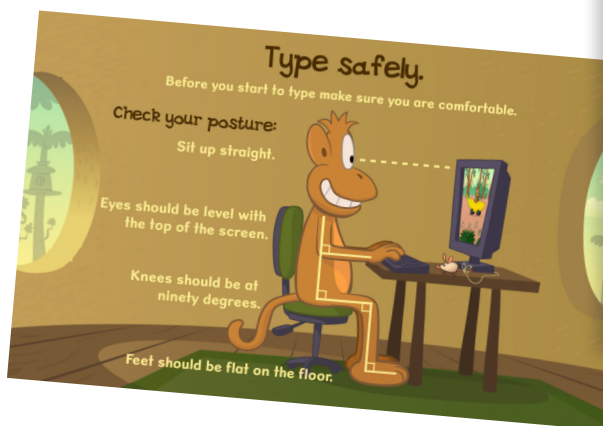 Type safely.
Before you start to type make sure you are comfortable.
Check your posture:
Sit up straight.
Eyes should be level with
the top of the screen.
Knees should be at
ninety degrees.
Feet should be flat on the floor.